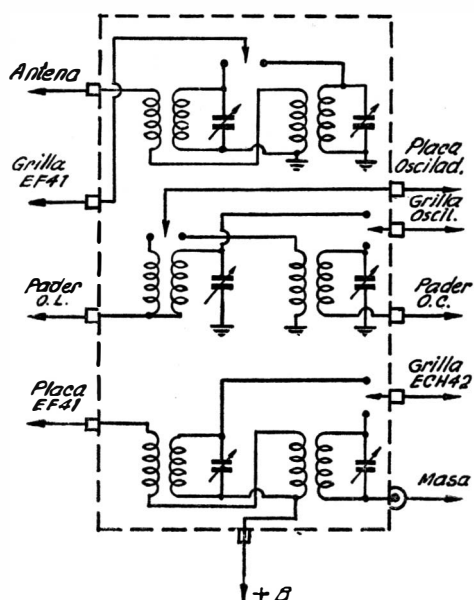 Antena
Grilla
EF41
Pader
O.L.
Placa
EF41
Placa
Oscilad.
Grilla
Oscil.
Pader
O.C.
Grilla
ECH42
Masa
+ B